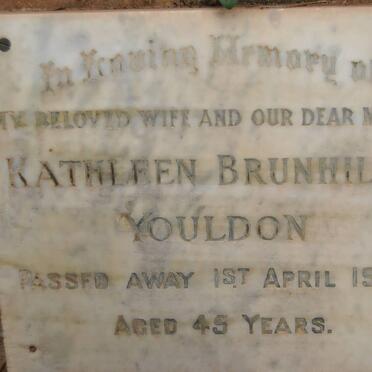 In Loving Memory of
MY BELOVED WIFE AND OUR DEAR M
KATHLEEN BRUNHIL
YOULDON
PASSED AWAY 1ST APRIL 19
AGED 45 YEARS.